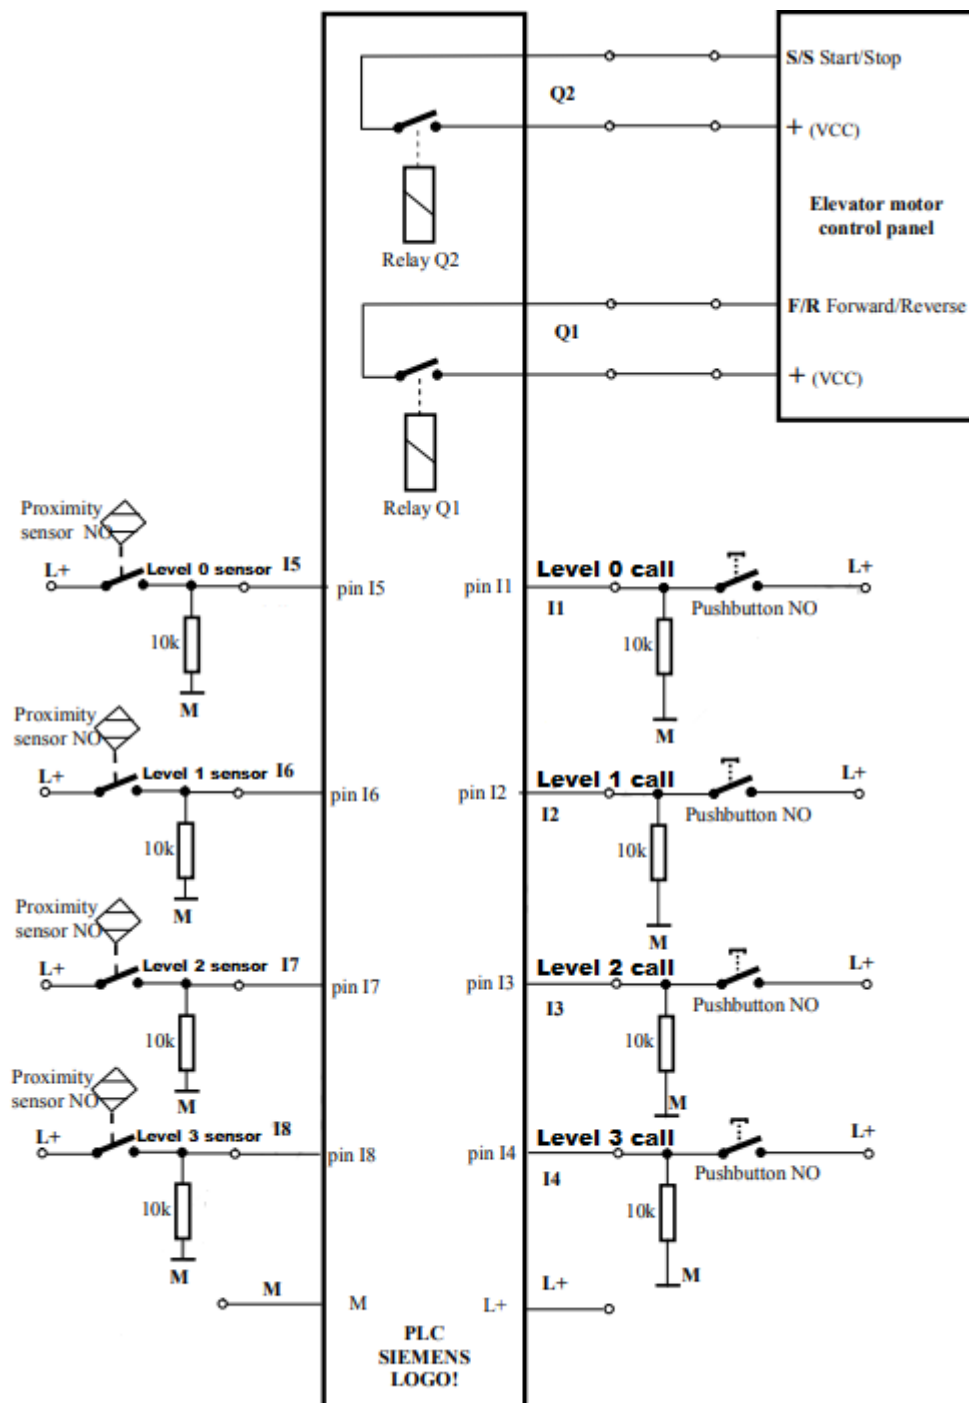 S/S Start/Stop
Q2
+ (VCC)
Elevator motor
control panel
Relay Q2
F/R Forward/Reverse
Q1
+ (VCC)
Relay Q1
Proximity
sensor NO
L+
Level 0 sensor
I5
pin I5
10k
M
pin I1
Level 0 call
I1
L+
Pushbutton NO
10k
M
Proximity
sensor NO
L+
Level 1 sensor
I6
pin I6
10k
M
pin I2
Level 1 call
I2
L+
Pushbutton NO
10k
M
Proximity
sensor NO
L+
Level 2 sensor
I7
pin I7
10k
M
pin I3
Level 2 call
I3
L+
Pushbutton NO
10k
M
Proximity
sensor NO
L+
Level 3 sensor
I8
pin I8
10k
M
pin I4
Level 3 call
I4
L+
Pushbutton NO
10k
M
M
M
L+
L+
PLC
SIEMENS
LOGO!